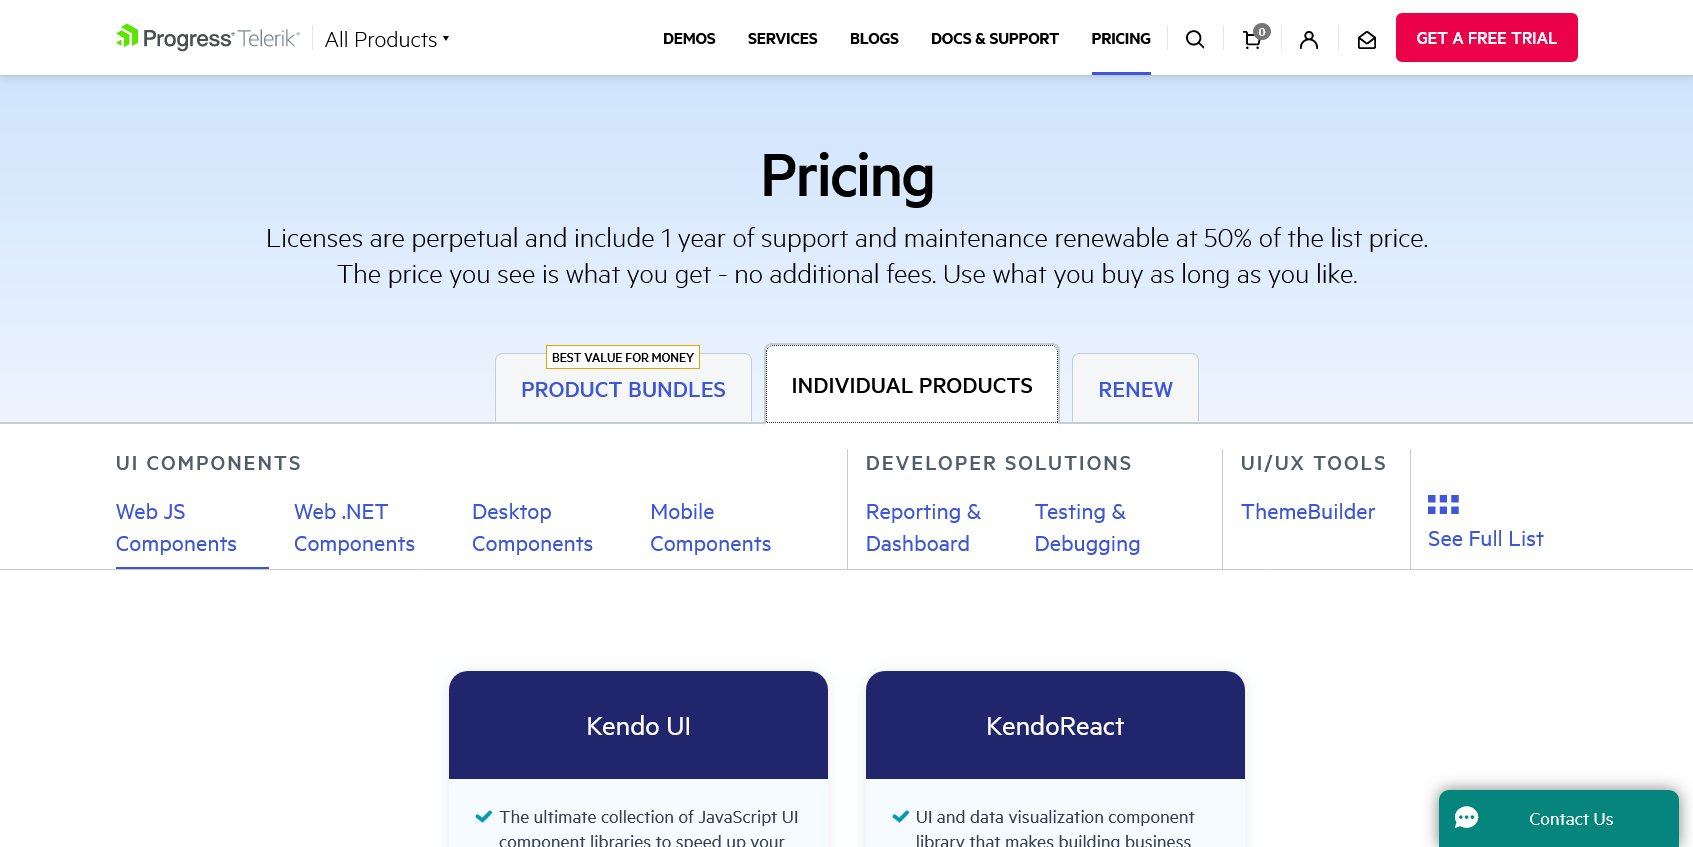 Progress® Telerik®
All Products
DEMOS
SERVICES
BLOGS
DOCS & SUPPORT
PRICING
0
GET A FREE TRIAL
Pricing
Licenses are perpetual and include 1 year of support and maintenance renewable at 50% of the list price.
The price you see is what you get - no additional fees. Use what you buy as long as you like.
BEST VALUE FOR MONEY
PRODUCT BUNDLES
INDIVIDUAL PRODUCTS
RENEW
UI COMPONENTS
Web JS
Components
Web .NET
Components
Desktop
Components
Mobile
Components
DEVELOPER SOLUTIONS
Reporting &
Dashboard
Testing &
Debugging
UI/UX TOOLS
ThemeBuilder
See Full List
Kendo UI
The ultimate collection of JavaScript UI
component libraries to speed up your
KendoReact
UI and data visualization component
library that makes building business
Contact Us